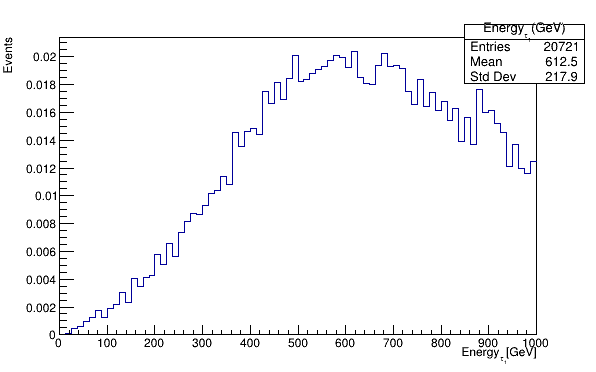 Energy_τ₁(GeV)
Entries 20721
Mean 612.5
Std Dev 217.9
Events
0.02
0.018
0.016
0.014
0.012
0.01
0.008
0.006
0.004
0.002
0
0 100 200 300 400 500 600 700 800 900 1000
Energy_τ₁[GeV]